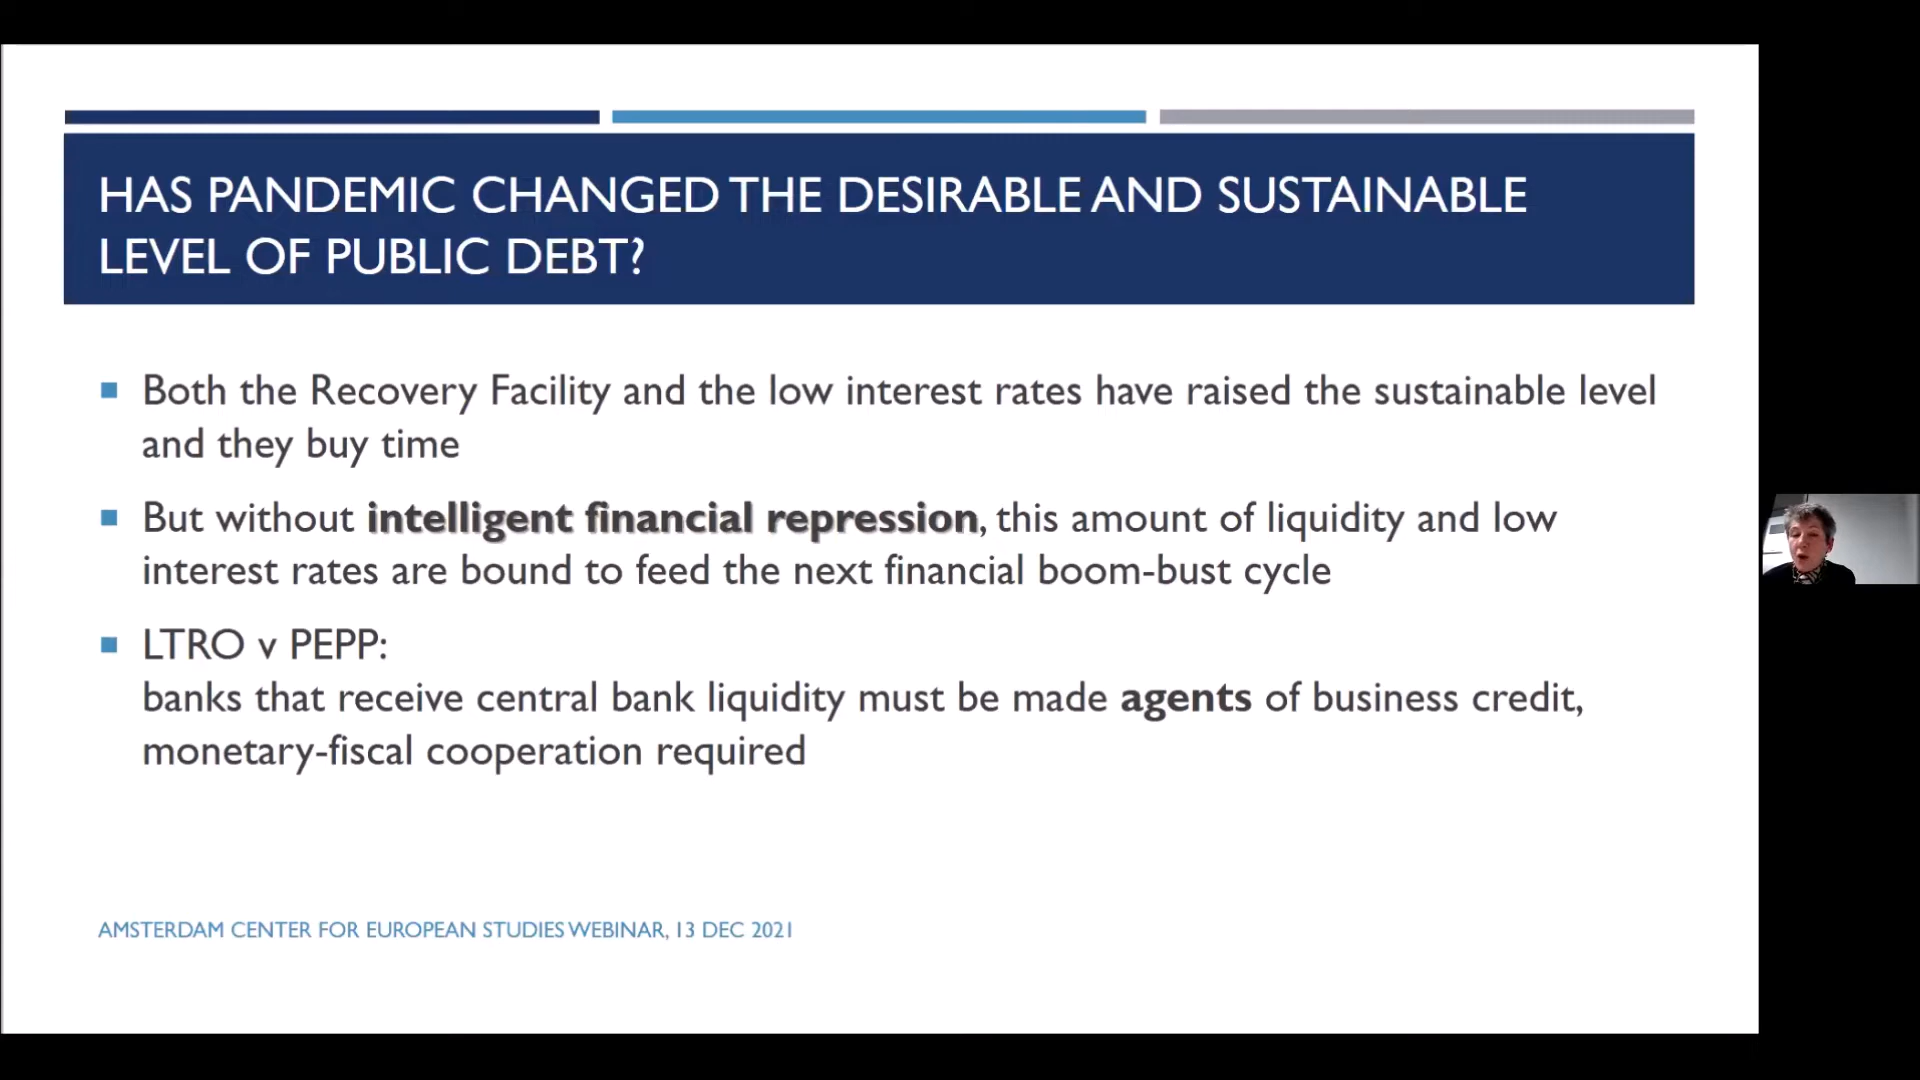 HAS PANDEMIC CHANGED THE DESIRABLE AND SUSTAINABLE
LEVEL OF PUBLIC DEBT?
Both the Recovery Facility and the low interest rates have raised the sustainable level
and they buy time
But without intelligent financial repression, this amount of liquidity and low
interest rates are bound to feed the next financial boom-bust cycle
LTRO v PEPP:
banks that receive central bank liquidity must be made agents of business credit,
monetary-fiscal cooperation required
AMSTERDAM CENTER FOR EUROPEAN STUDIES WEBINAR, 13 DEC 2021